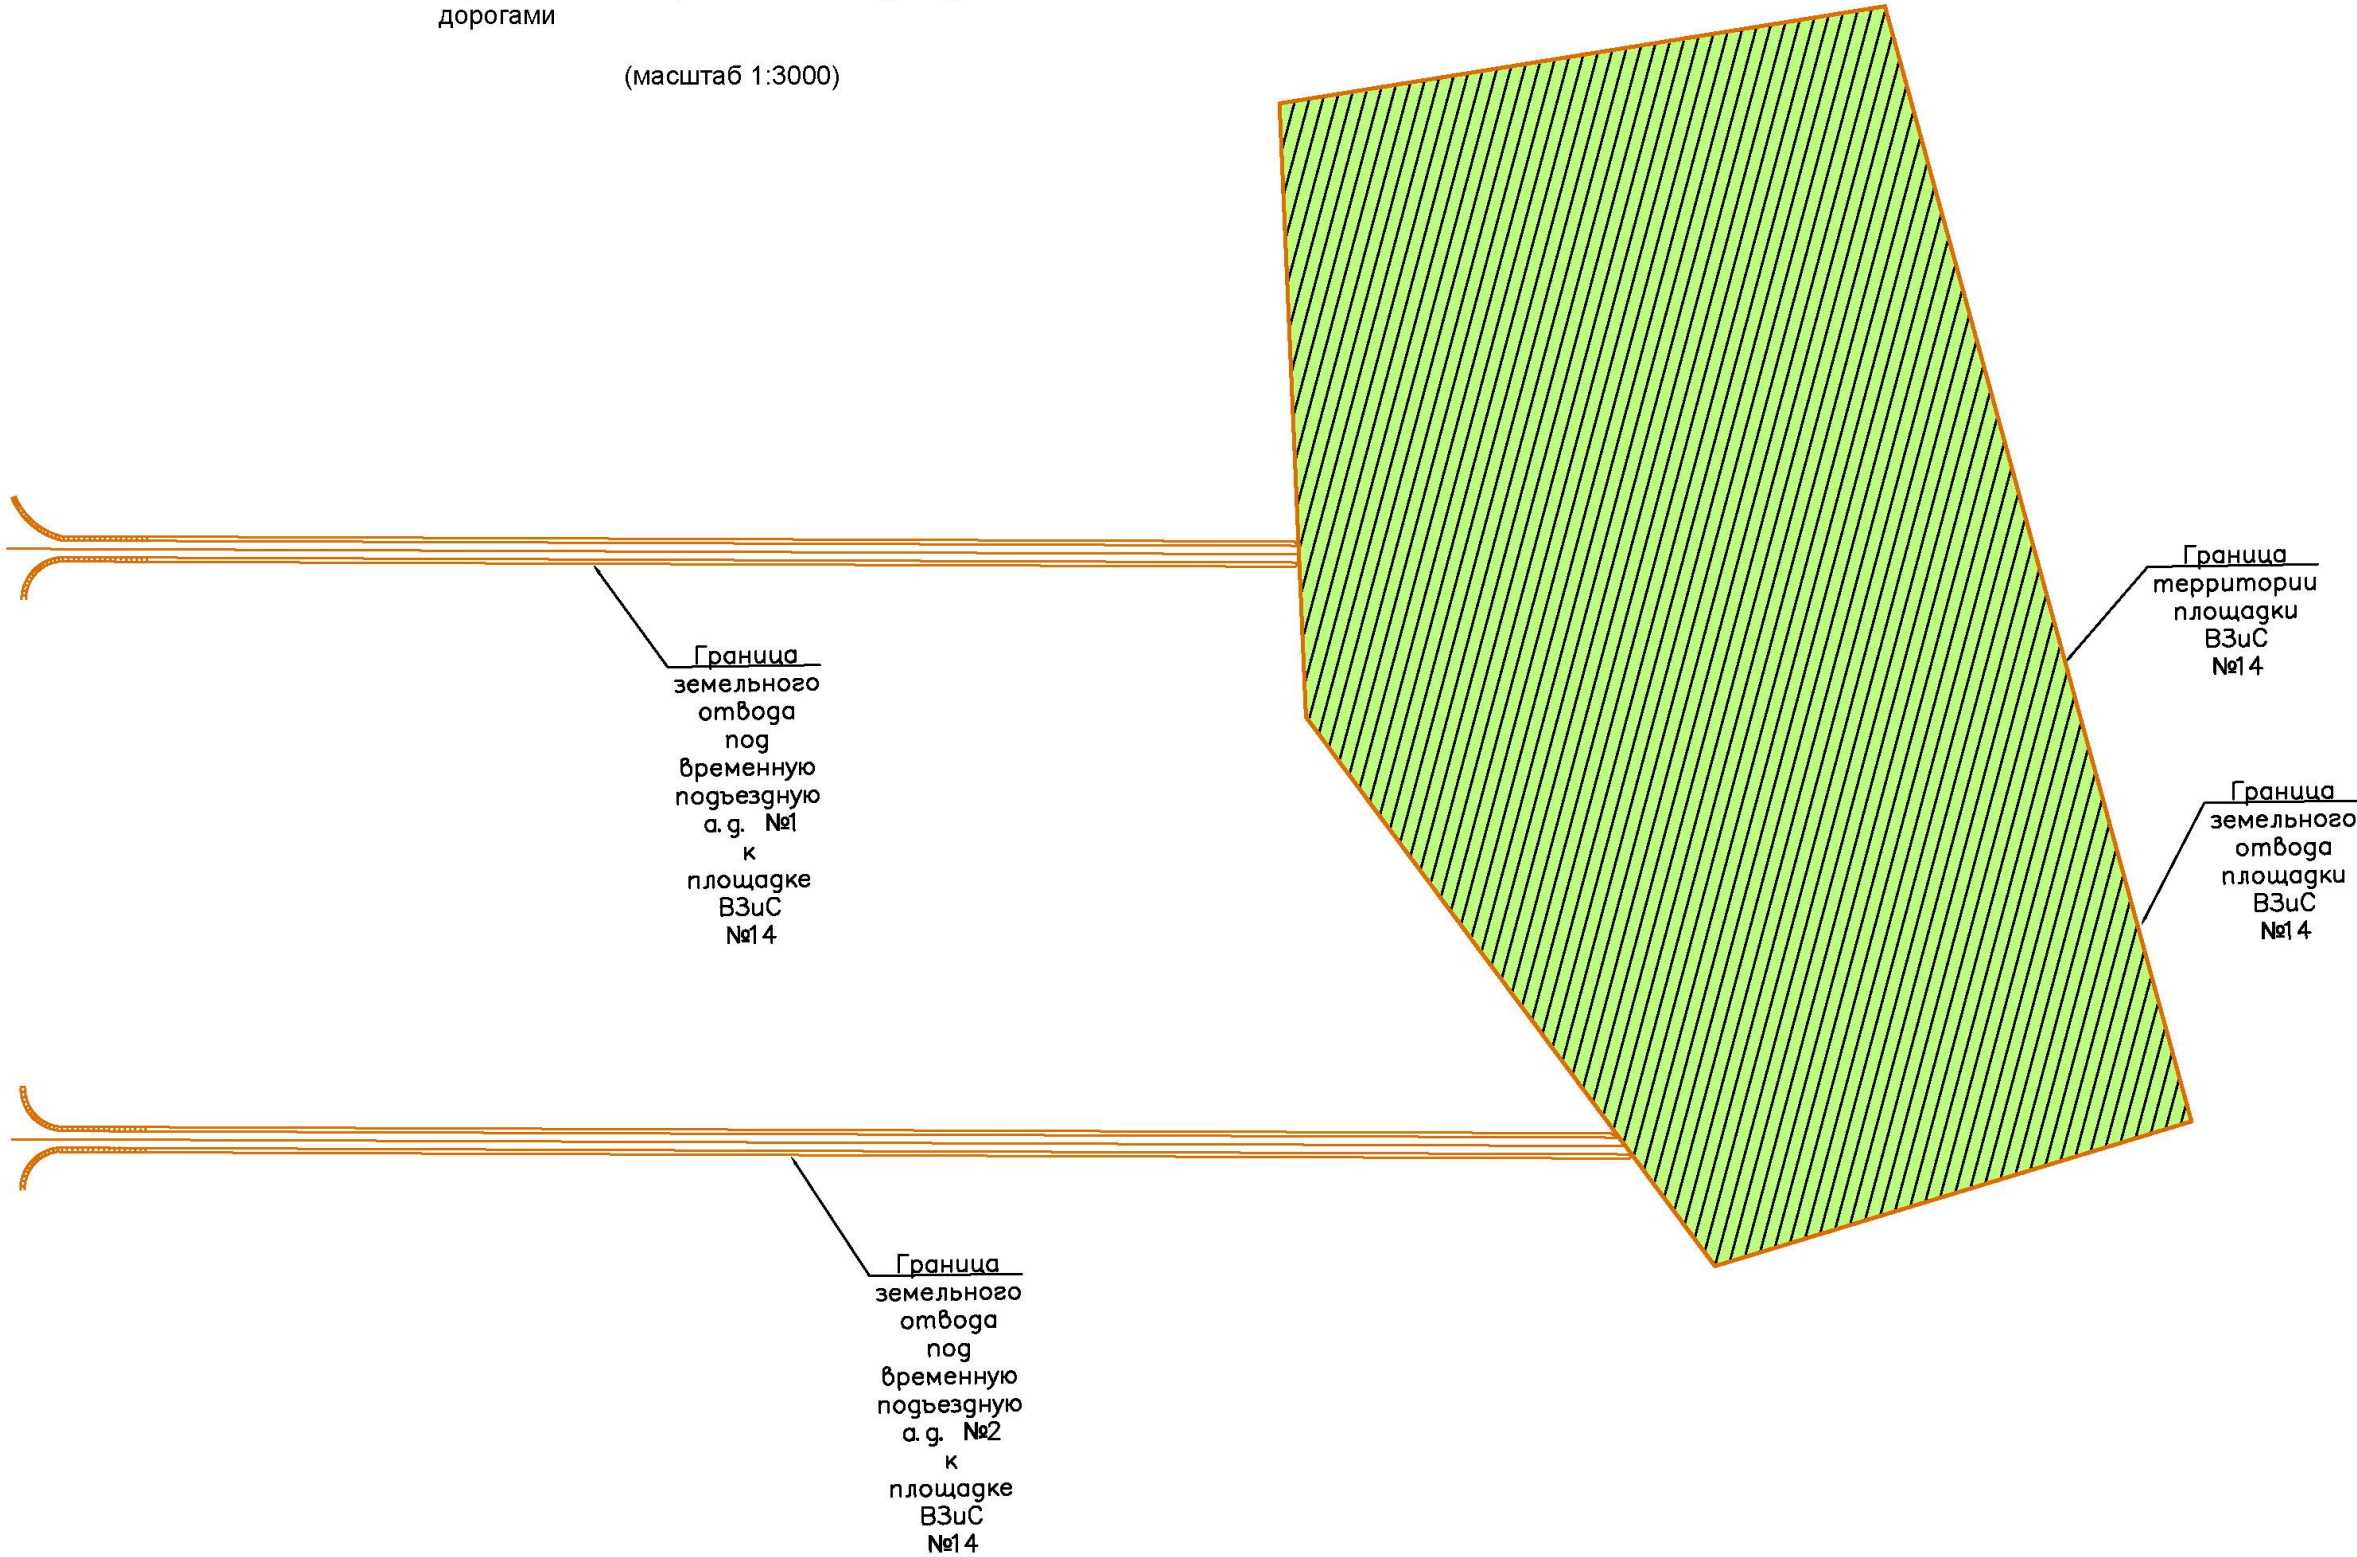 дорогами
(масштаб 1:3000)
Граница
территории
площадки
ВЗиС
№14
Граница
земельного
отвода
под
временную
подъездную
а.д. №1
к
площадке
ВЗиС
№14
Граница
земельного
отвода
площадки
ВЗиС
№14
Граница
земельного
отвода
под
временную
подъездную
а.д. №2
к
площадке
ВЗиС
№14